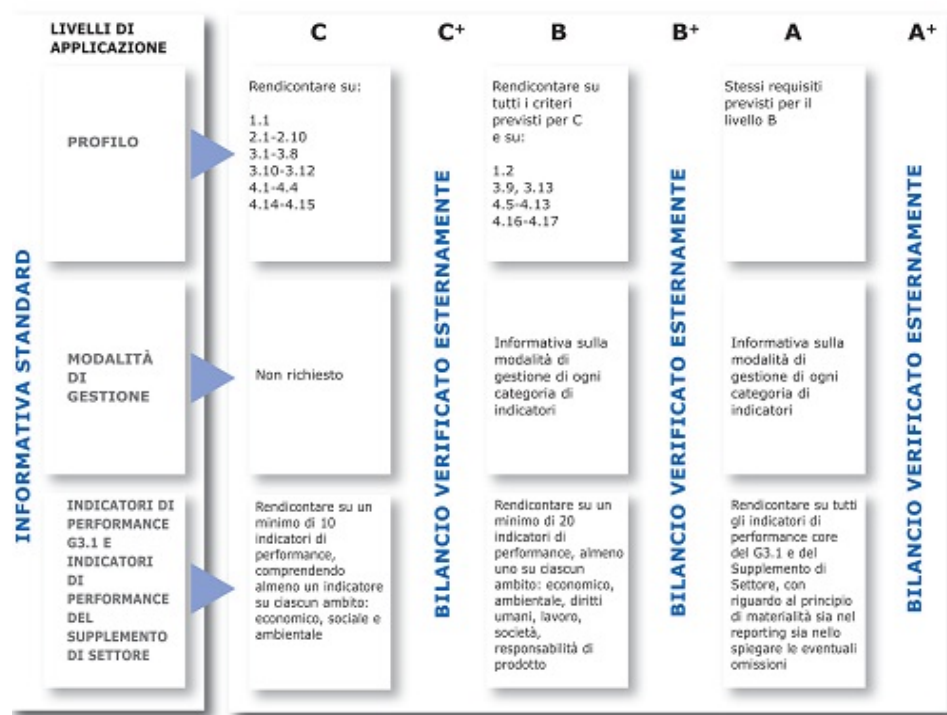 LIVELLI DI
APPLICAZIONE
C
C+
B
B+
A
A+
INFORMATIVA STANDARD
PROFILO
Rendicontare su:
1.1
2.1-2.10
3.1-3.8
3.10-3.12
4.1-4.4
4.14-4.15
BILANCIO VERIFICATO ESTERNAMENTE
Rendicontare su
tutti i criteri
previsti per C
e su:
1.2
3.9, 3.13
4.5-4.13
4.16-4.17
BILANCIO VERIFICATO ESTERNAMENTE
Stessi requisiti
previsti per il
livello B
BILANCIO VERIFICATO ESTERNAMENTE
MODALITÀ
DI
GESTIONE
Non richiesto
Informativa sulla
modalità di
gestione di ogni
categoria di
indicatori
Informativa sulla
modalità di
gestione di ogni
categoria di
indicatori
INDICATORI DI
PERFORMANCE
G3.1 E
INDICATORI
DI
PERFORMANCE
DEL
SUPPLEMENTO
DI SETTORE
Rendicontare su un
minimo di 10
indicatori di
performance,
comprendendo
almeno un indicatore
su ciascun ambito:
economico, sociale e
ambientale
Rendicontare su un
minimo di 20
indicatori di
performance, almeno
uno su ciascun
ambito: economico,
ambientale, diritti
umani, lavoro,
società,
responsabilità di
prodotto
Rendicontare su tutti
gli indicatori di
performance core
del G3.1 e del
Supplemento di
Settore, con
riguardo al principio
di materialità sia nel
reporting sia nello
spiegare le eventuali
omissioni